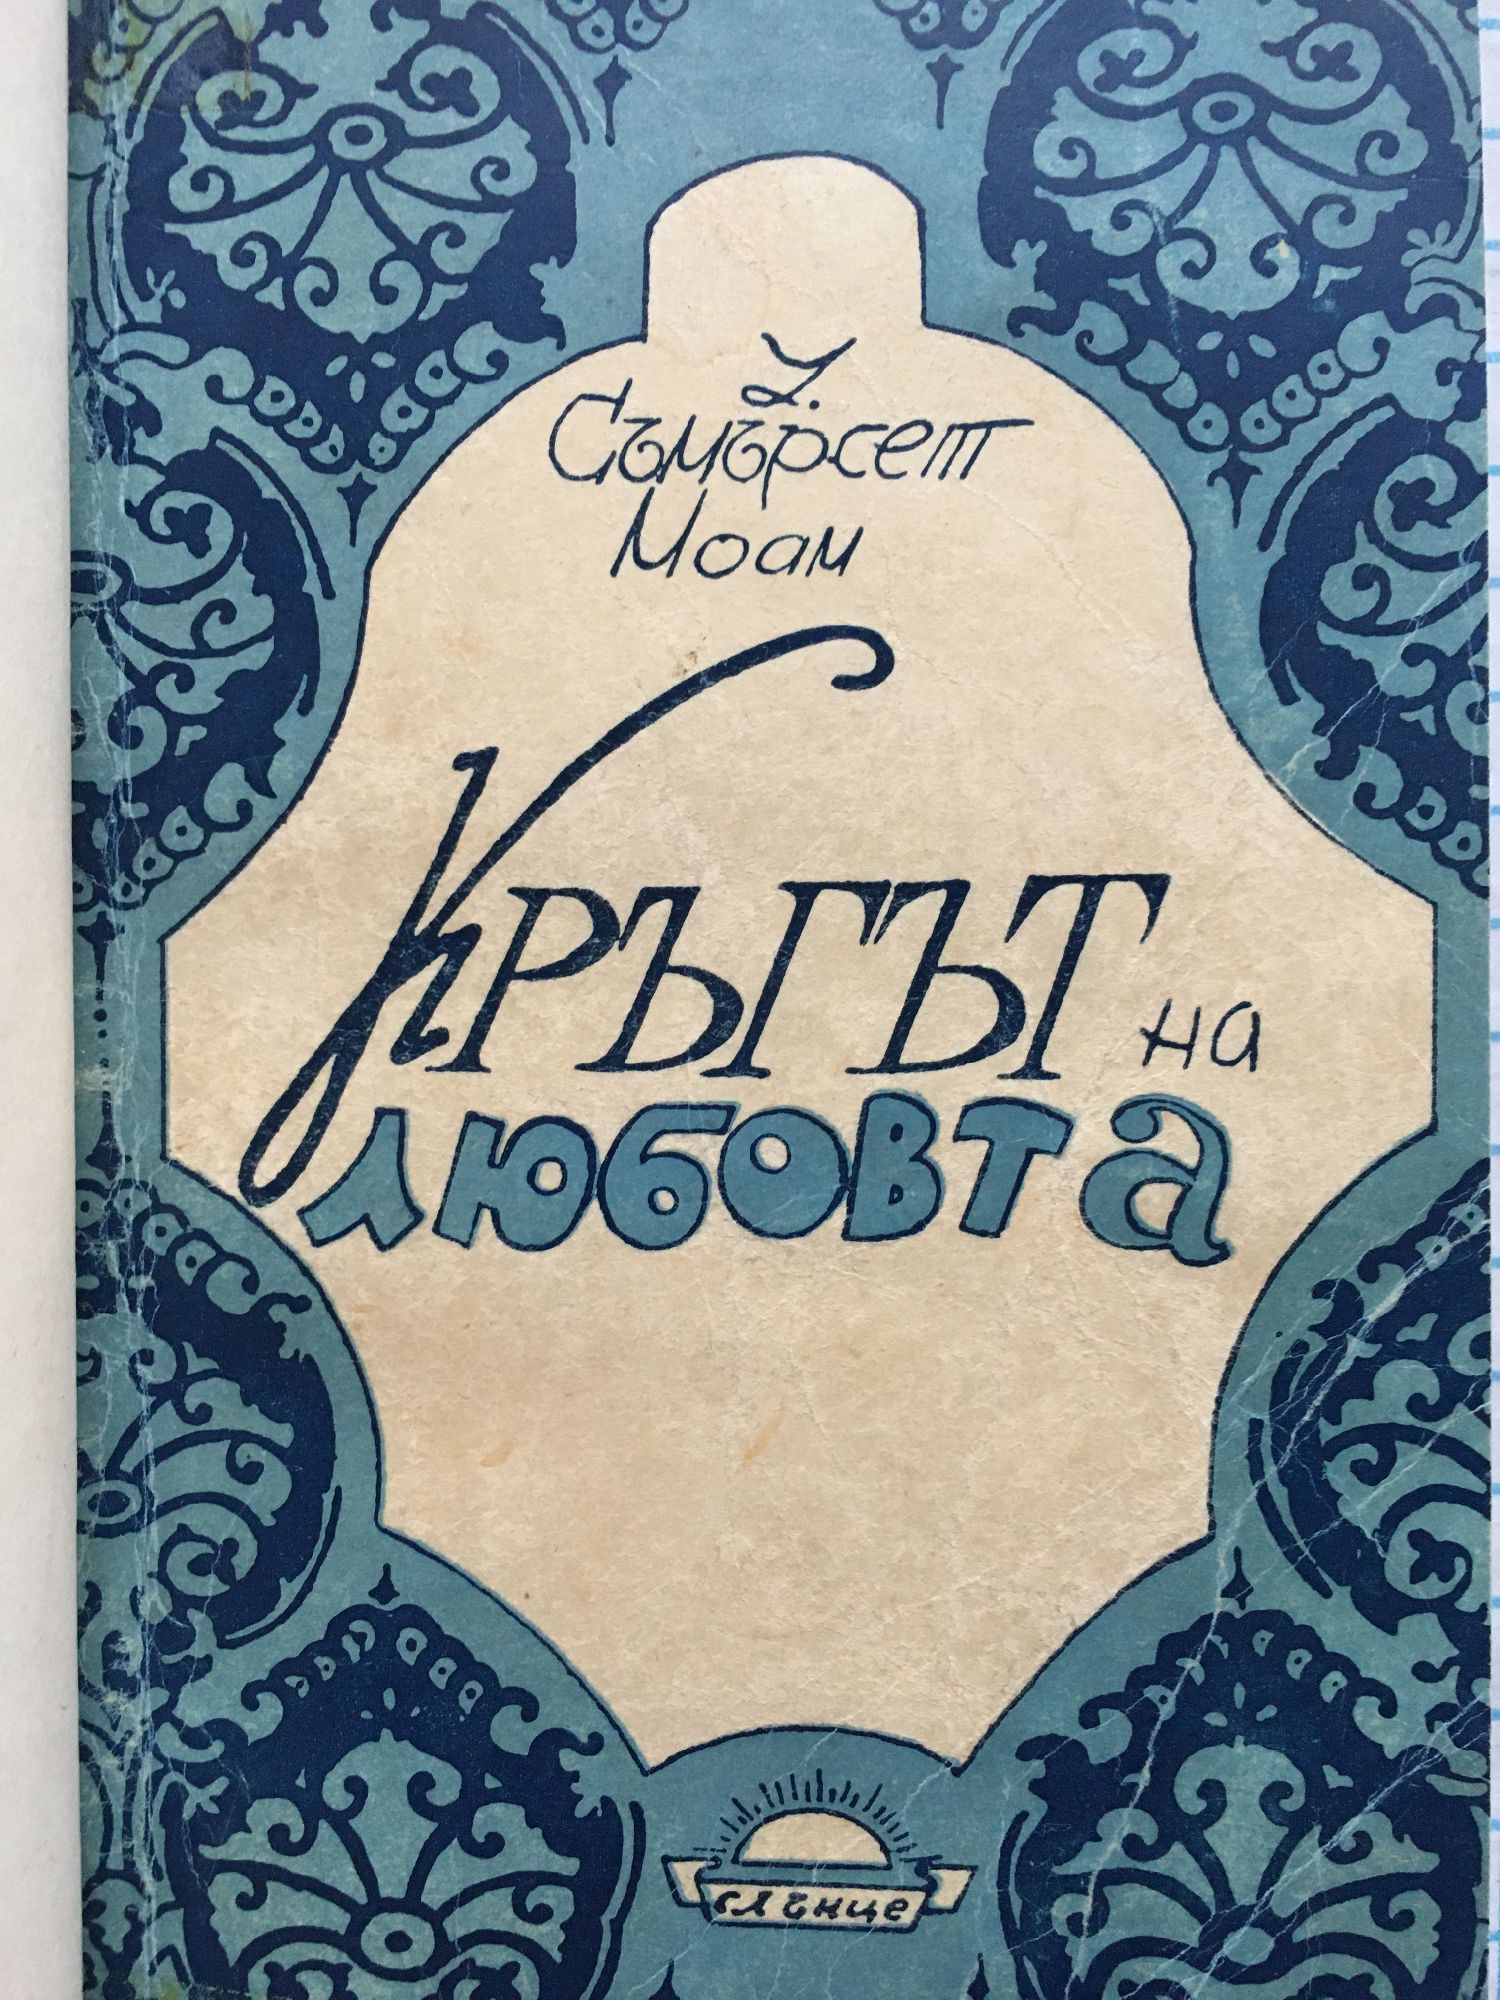 У.
Съмърсет
Моам
Кръгът на
любовта
слънце